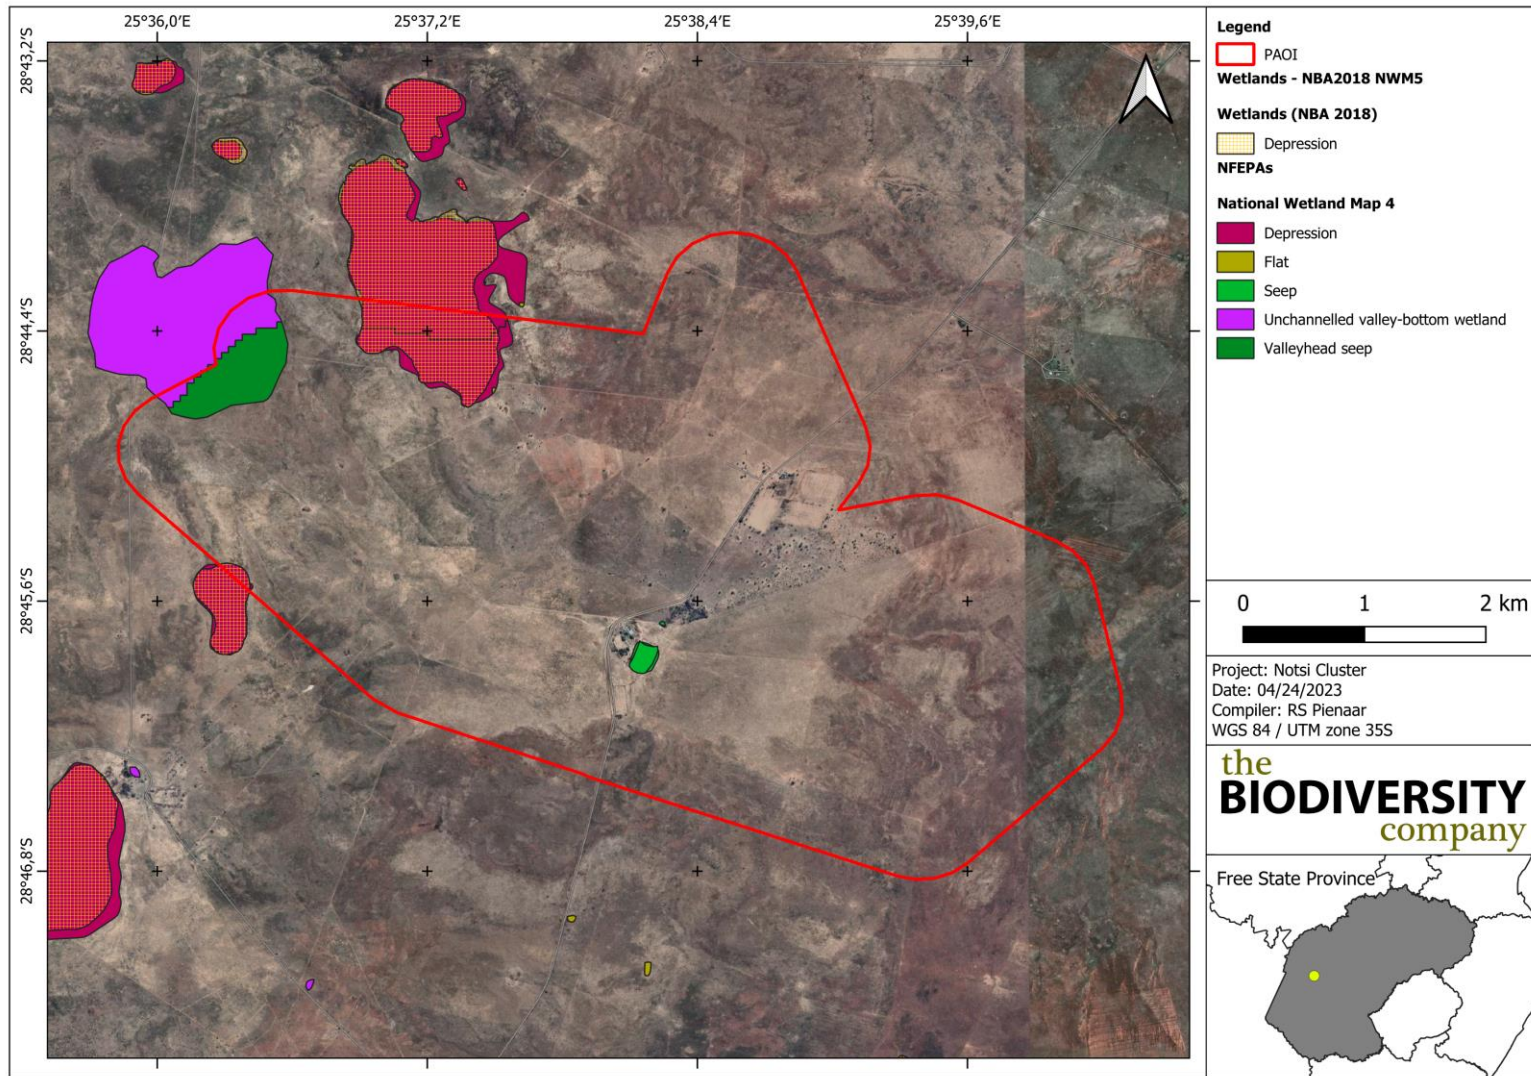 25°36,0'E
25°37,2'E
25°38,4'E
25°39,6'E
28°43,2'S
28°44,4'S
28°45,6'S
28°46,8'S
Legend
PAOI
Wetlands - NBA2018 NWM5
Wetlands (NBA 2018)
Depression
NFEPAs
National Wetland Map 4
Depression
Flat
Seep
Unchannelled valley-bottom wetland
Valleyhead seep
0 1 2 km
Project: Notsi Cluster
Date: 04/24/2023
Compiler: RS Pienaar
WGS 84 / UTM zone 35S
the
BIODIVERSITY
company
Free State Province